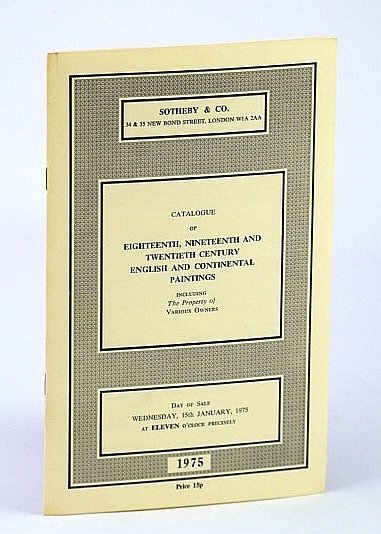 SOTHEBY & CO.
34 & 35 NEW BOND STREET, LONDON W1A 2AA
CATALOGUE
OF
EIGHTEENTH, NINETEENTH AND
TWENTIETH CENTURY
ENGLISH AND CONTINENTAL
PAINTINGS
INCLUDING
The Property of
VARIOUS OWNERS
DAY OF SALE
WEDNESDAY, 15th JANUARY, 1975
AT ELEVEN O'CLOCK PRECISELY
1975
Price 15p